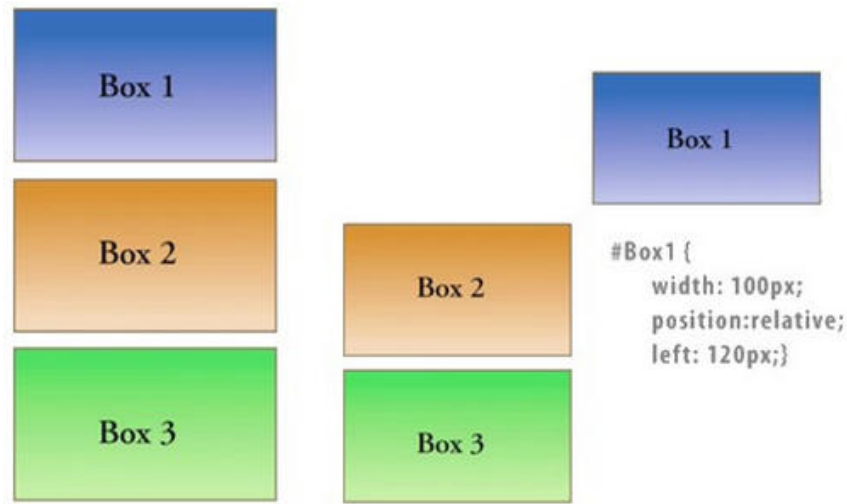 Box 1
Box 2
Box 3
Box 2
Box 3
Box 1
#Box1 {
width: 100px;
position:relative;
left: 120px;}